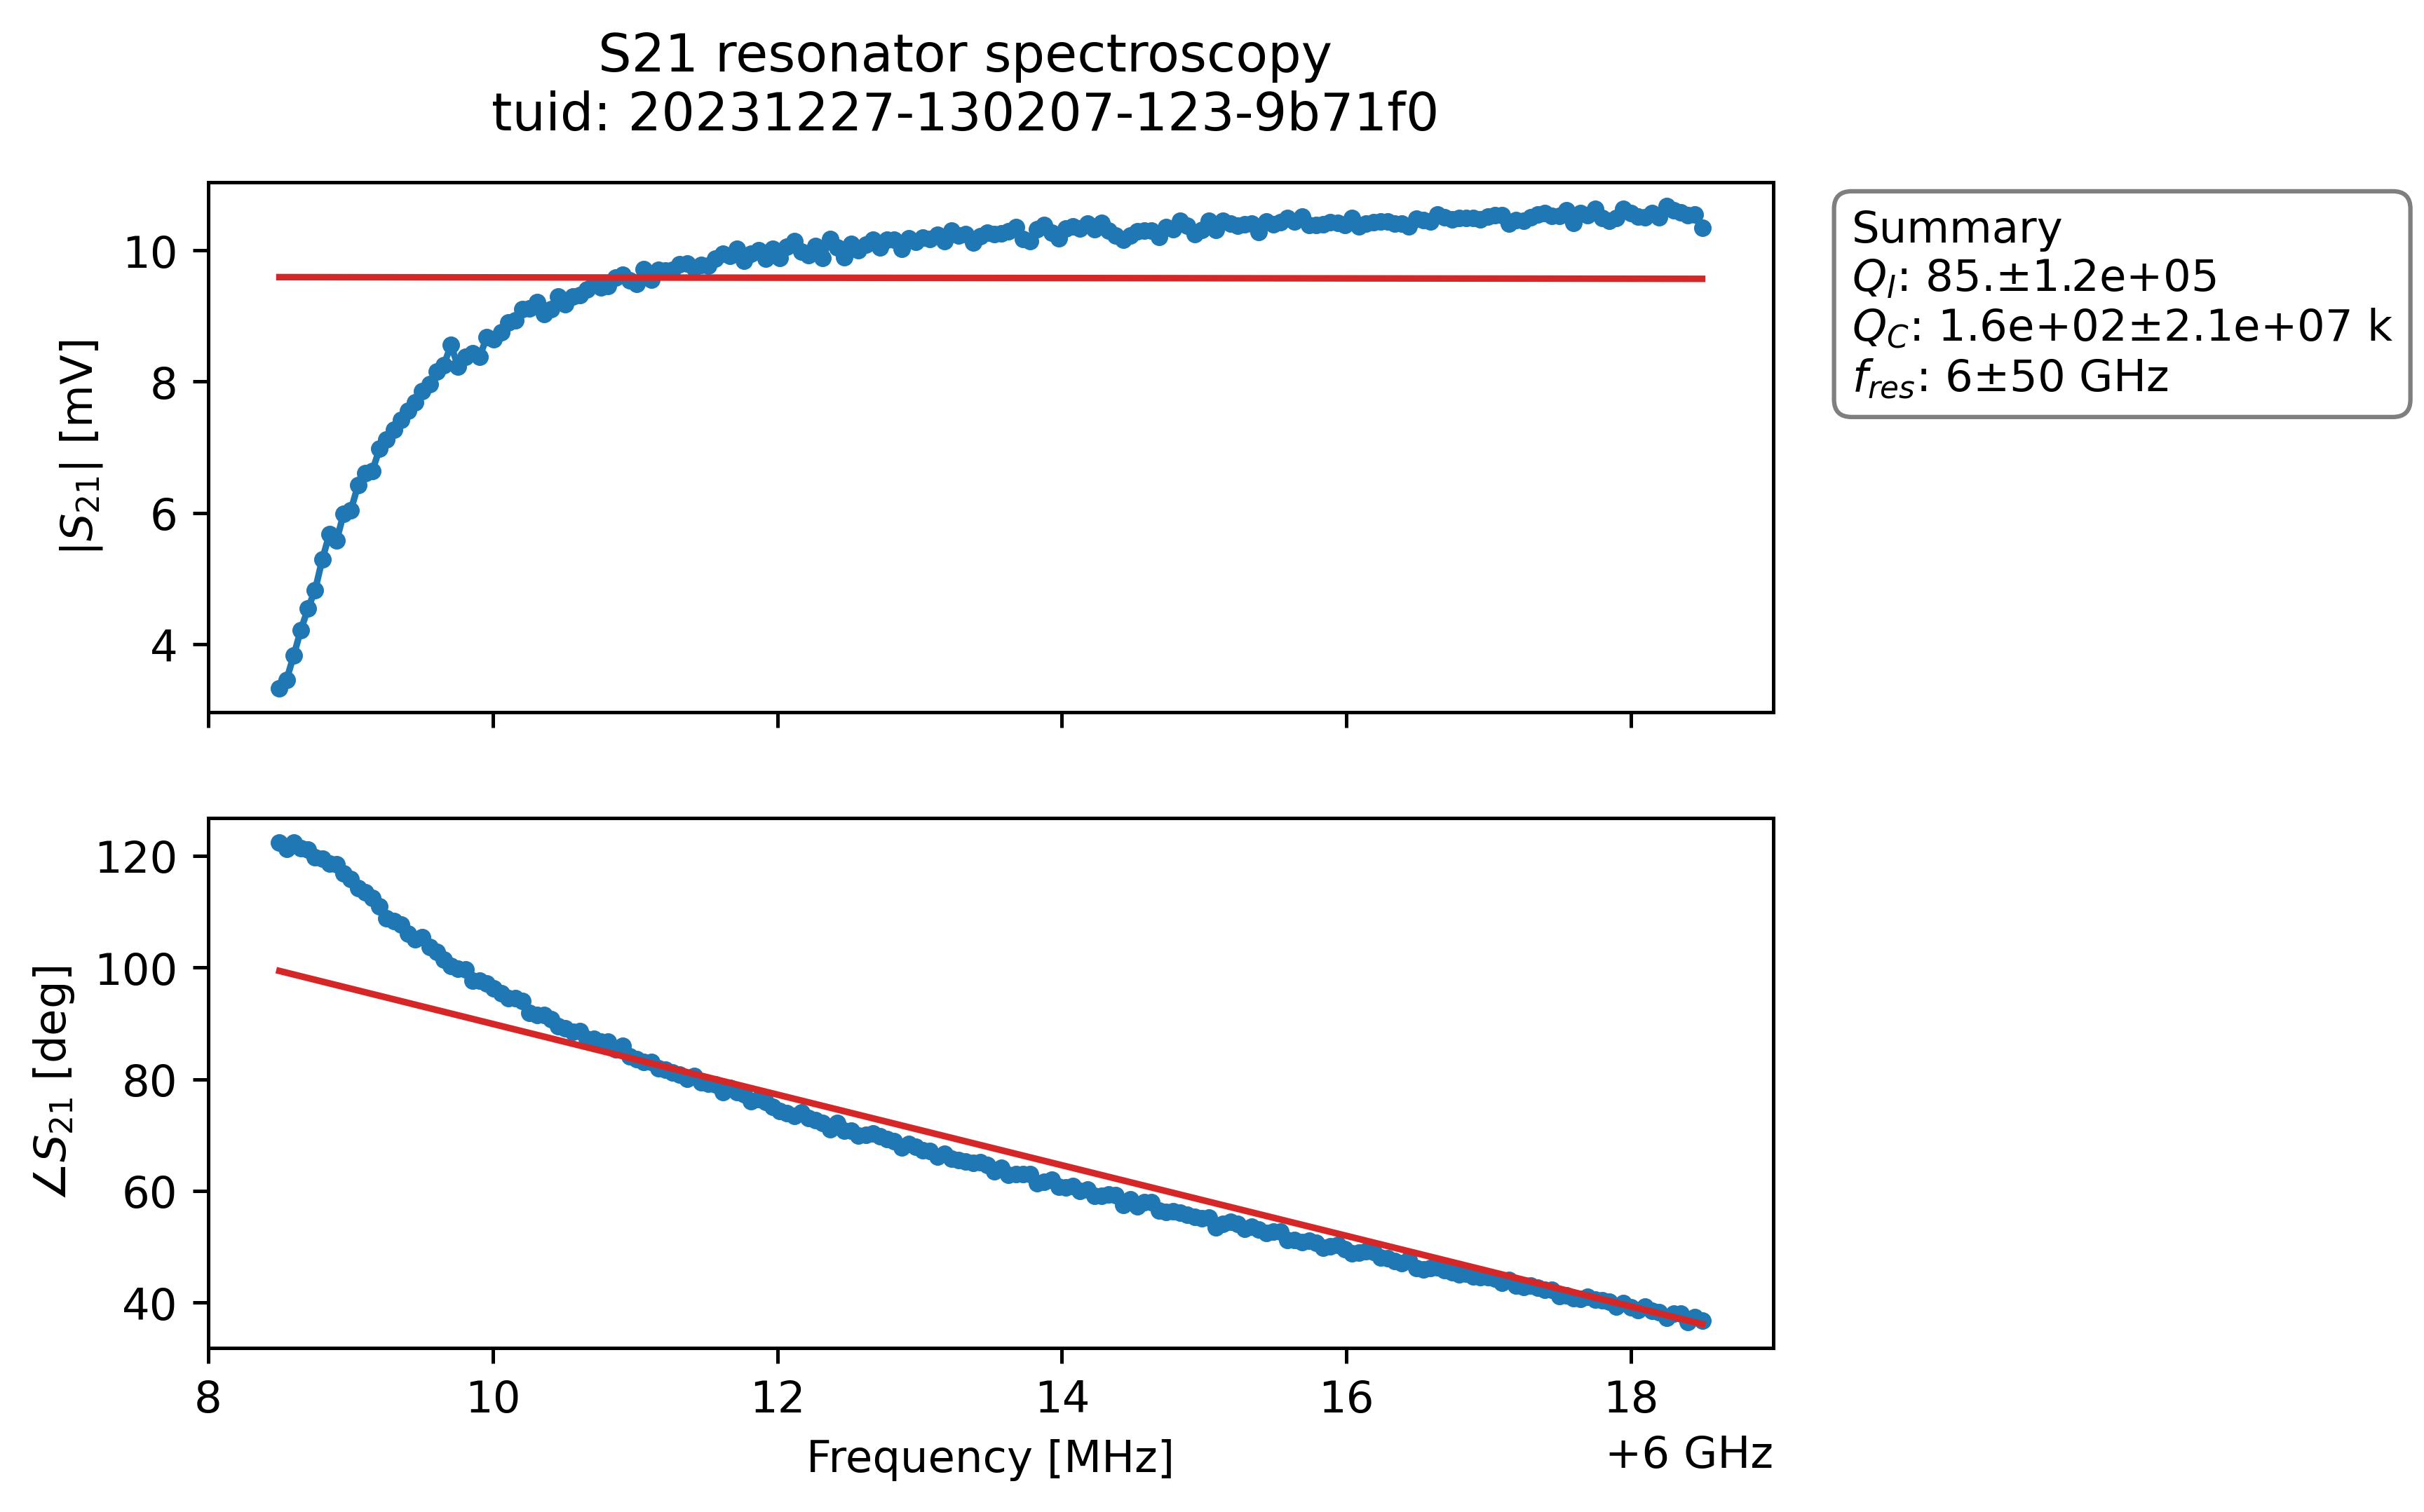 S21 resonator spectroscopy
tuid: 20231227-130207-123-9b71f0
|S₂₁| [mV]
10
8
6
4
Summary
Q_I: 85.±1.2e+05
Q_C: 1.6e+02±2.1e+07 k
f_res: 6±50 GHz
∠S₂₁ [deg]
120
100
80
60
40
8 10 12 14 16 18
Frequency [MHz]
+6 GHz